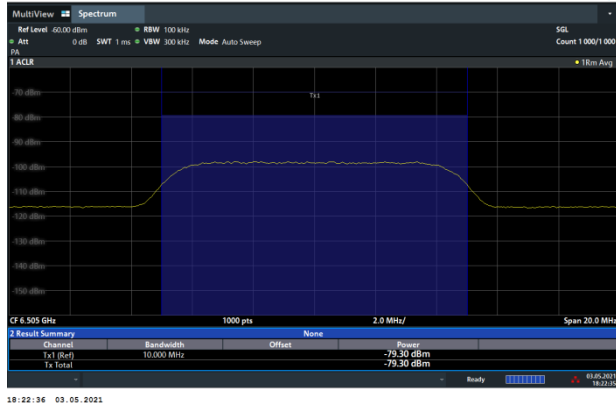 MultiView Spectrum
Ref Level -60.00 dBm RBW 100 kHz SGL
Att 0 dB SWT 1 ms VBW 300 kHz Mode Auto Sweep Count 1000/1000
PA
1 ACLR 1Rm Avg
-70 dBm
Tx1
-80 dBm
-90 dBm
-100 dBm
-110 dBm
-120 dBm
-130 dBm
-140 dBm
-150 dBm
CF 6.505 GHz 1000 pts 2.0 MHz/ Span 20.0 MHz
2 Result Summary None
Channel Bandwidth Offset Power
Tx1 (Ref) 10.000 MHz -79.30 dBm
Tx Total -79.30 dBm
Ready 03.05.2021
18:22:35
18:22:36 03.05.2021